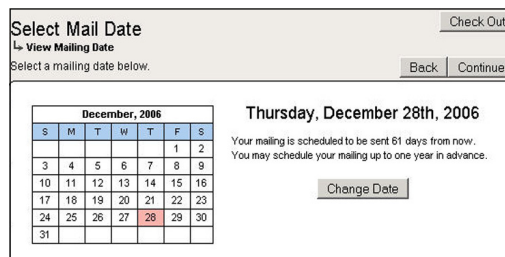 Select Mail Date
Check Out
↳ View Mailing Date
Select a mailing date below.
Back
Continue
December, 2006
S M T W T F S
1 2
3 4 5 6 7 8 9
10 11 12 13 14 15 16
17 18 19 20 21 22 23
24 25 26 27 28 29 30
31
Thursday, December 28th, 2006
Your mailing is scheduled to be sent 61 days from now.
You may schedule your mailing up to one year in advance.
Change Date